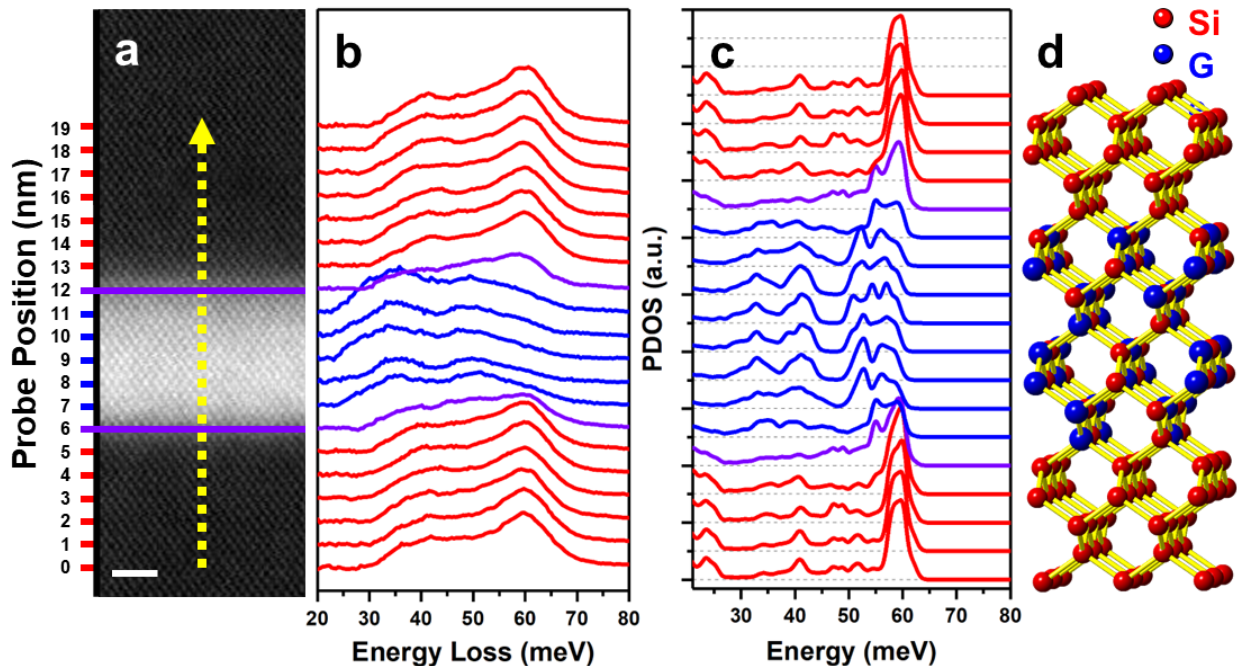 a
b
c
d
Si
G
Probe Position (nm)
19
18
17
16
15
14
13
12
11
10
9
8
7
6
5
4
3
2
1
0
20 30 40 50 60 70 80
Energy Loss (meV)
PDOS (a.u.)
30 40 50 60 70 80
Energy (meV)